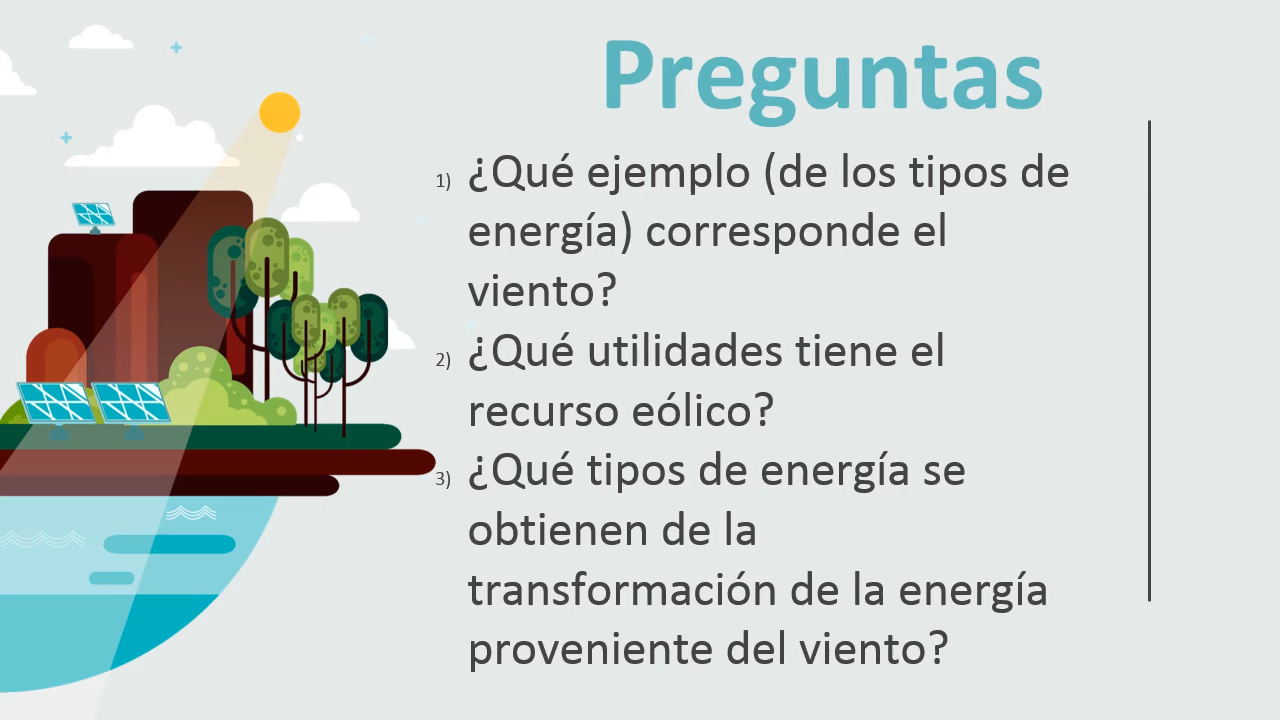 Preguntas
1) ¿Qué ejemplo (de los tipos de
energía) corresponde el
viento?
2) ¿Qué utilidades tiene el
recurso eólico?
3) ¿Qué tipos de energía se
obtienen de la
transformación de la energía
proveniente del viento?